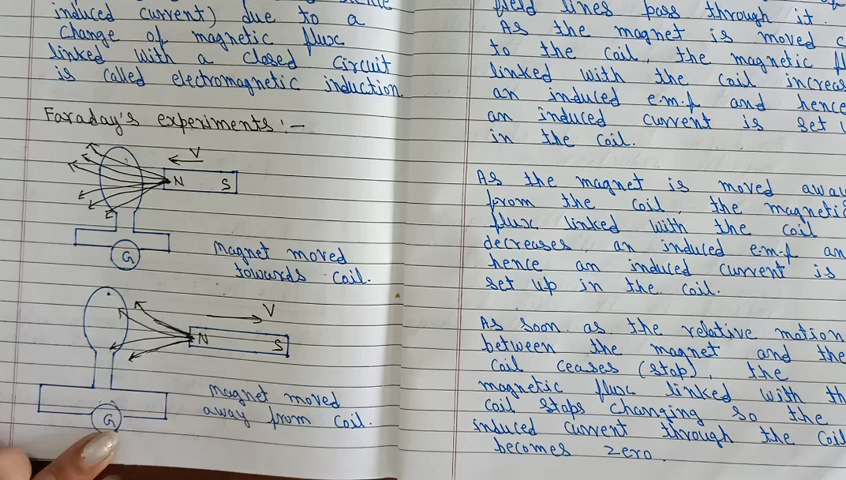 induced current) due to a
change of magnetic flux
linked with a closed circuit
is called electromagnetic induction
Faraday's experiments :-
V
N S
G
magnet moved
towards coil.
V
N S
G
magnet moved
away from coil.
field lines pass through it.
As the magnet is moved
to the coil, the magnetic
linked with the coil
an induced e.m.f and hence
an induced current is set
in the coil.
As the magnet is moved
from the coil the
flux linked with the coil
decreases an induced e.m.f
hence an induced current is
set up in the coil.
As soon as the relative motion
between the magnet and the
coil ceases (stop), the
magnetic flux linked with
coil stops changing so the
induced current through the coil
becomes zero.